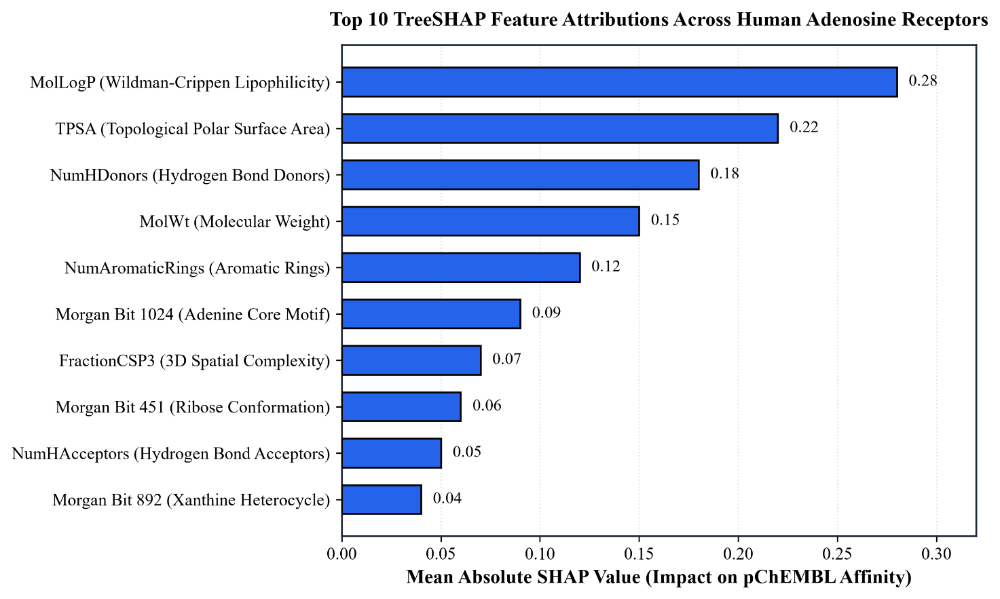 Top 10 TreeSHAP Feature Attributions Across Human Adenosine Receptors
MolLogP (Wildman-Crippen Lipophilicity) 0.28
TPSA (Topological Polar Surface Area) 0.22
NumHDonors (Hydrogen Bond Donors) 0.18
MolWt (Molecular Weight) 0.15
NumAromaticRings (Aromatic Rings) 0.12
Morgan Bit 1024 (Adenine Core Motif) 0.09
FractionCSP3 (3D Spatial Complexity) 0.07
Morgan Bit 451 (Ribose Conformation) 0.06
NumHAcceptors (Hydrogen Bond Acceptors) 0.05
Morgan Bit 892 (Xanthine Heterocycle) 0.04
0.00 0.05 0.10 0.15 0.20 0.25 0.30
Mean Absolute SHAP Value (Impact on pChEMBL Affinity)